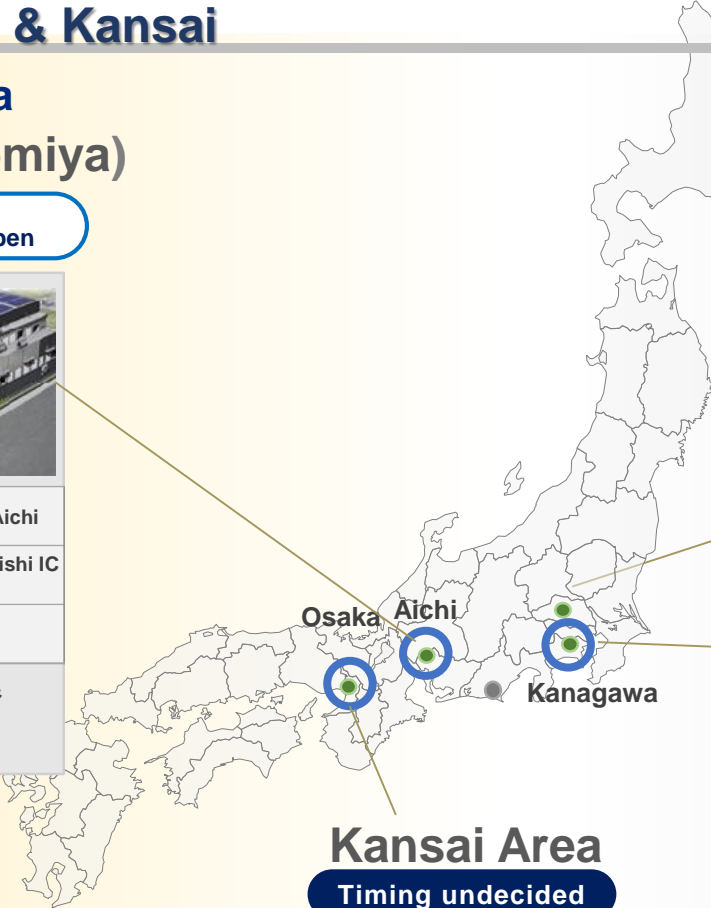 & Kansai
a
miya)
pen
Aichi
ishi IC
Osaka
Aichi
Kanagawa
Kansai Area
Timing undecided